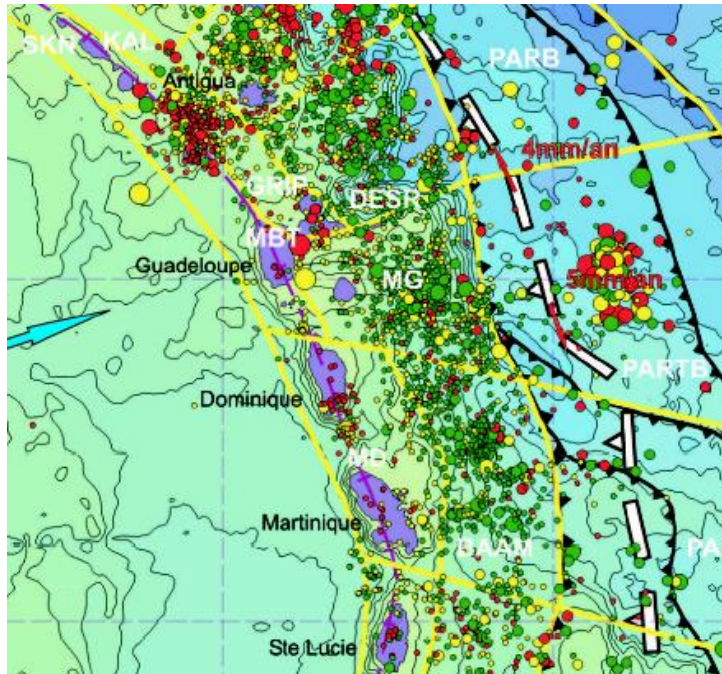 SKN KAL
PARB
Antigua
4mm/an
GRIP
DESR
MBT
Guadeloupe
MG
5mm/an
PARTB
Dominique
MD
Martinique
BAAM
PA
Ste Lucie